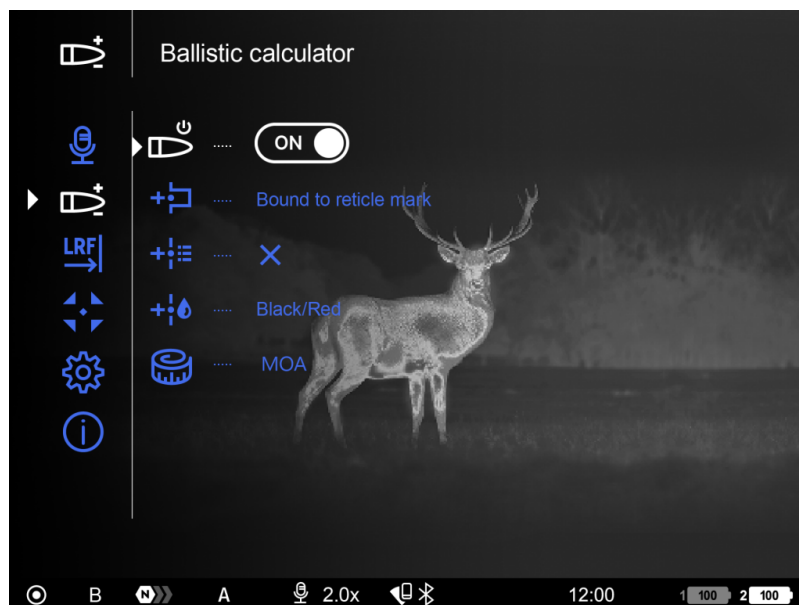 Ballistic calculator
ON
Bound to reticle mark
LRF
Black/Red
MOA
B N A 2.0x 12:00 1 100 2 100